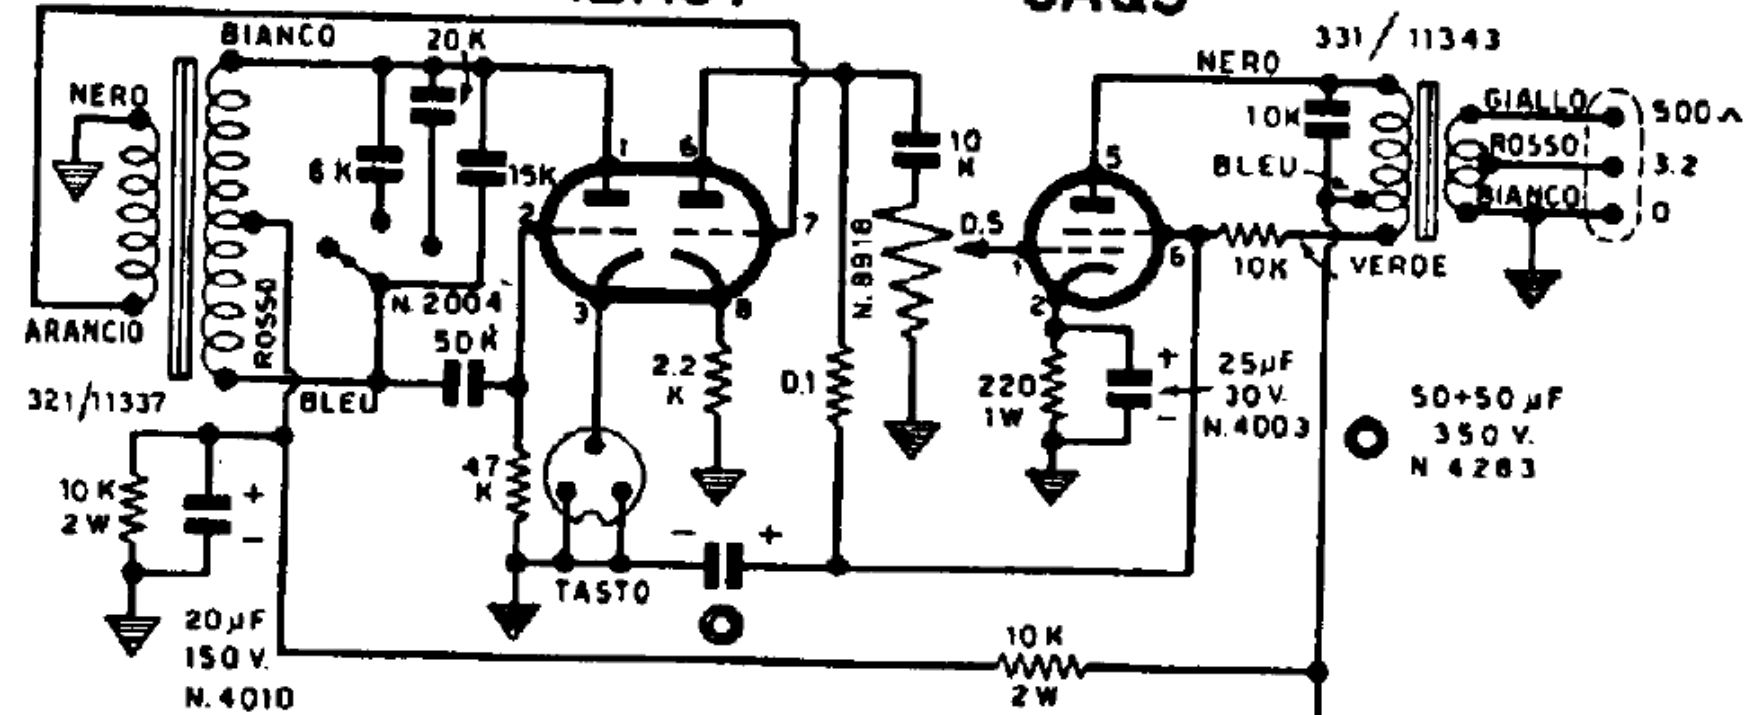 BIANCO
20 K
NERO
331/11343
NERO
GIALLO
500
10K
ROSSO
3.2
BLEU
BIANCO
0
6 K
15K
1
6
10
K
5
2
7
N.8918
0.5
1
6
10K
VERDE
ROSSO
N.2004
ARANCIO
3
8
2
50 K
2.2
K
0.1
220
1W
+
25µF
30 V.
N.4003
-
50+50 µF
350 V.
N 4283
321/11337
BLEU
47
K
10 K
2 W
+
-
-
+
TASTO
20µF
150 V.
N.4010
10 K
2 W